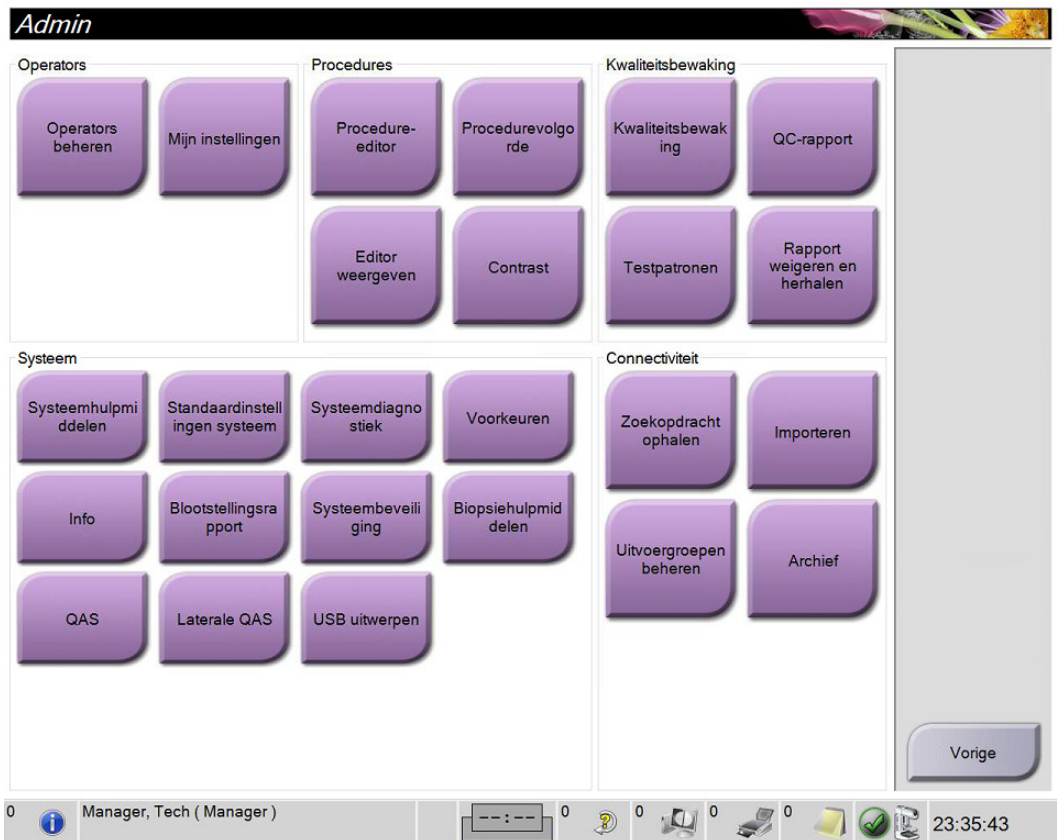 Admin
Operators
Operators
beheren
Mijn instellingen
Procedures
Procedure-
editor
Procedurevolgo
rde
Editor
weergeven
Contrast
Kwaliteitsbewaking
Kwaliteitsbewak
ing
QC-rapport
Testpatronen
Rapport
weigeren en
herhalen
Systeem
Systeemhulpmi
ddelen
Standaardinstell
ingen systeem
Systeemdiagno
stiek
Voorkeuren
Info
Blootstellingsra
pport
Systeembeveili
ging
Biopsiehulpmid
delen
QAS
Laterale QAS
USB uitwerpen
Connectiviteit
Zoekopdracht
ophalen
Importeren
Uitvoergroepen
beheren
Archief
Vorige
0
Manager, Tech ( Manager )
--:--
0
0
0
0
23:35:43